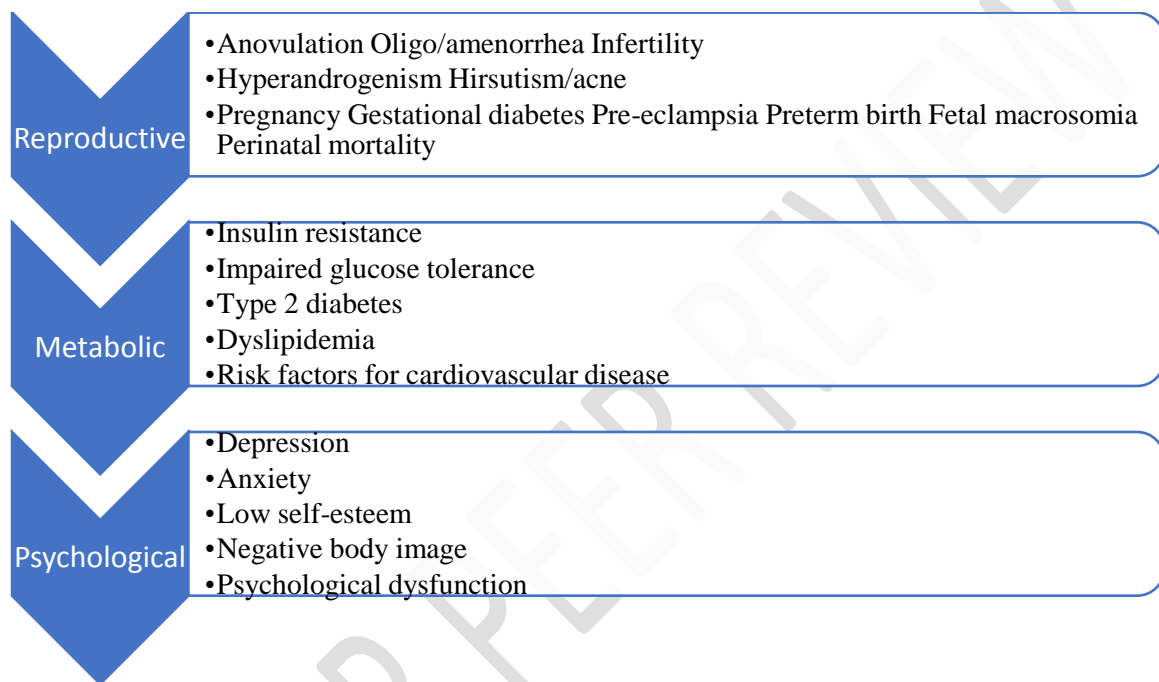 Reproductive
•Anovulation Oligo/amenorrhea Infertility
•Hyperandrogenism Hirsutism/acne
•Pregnancy Gestational diabetes Pre-eclampsia Preterm birth Fetal macrosomia
Perinatal mortality
Metabolic
•Insulin resistance
•Impaired glucose tolerance
•Type 2 diabetes
•Dyslipidemia
•Risk factors for cardiovascular disease
Psychological
•Depression
•Anxiety
•Low self-esteem
•Negative body image
•Psychological dysfunction
R PEER REVIEW